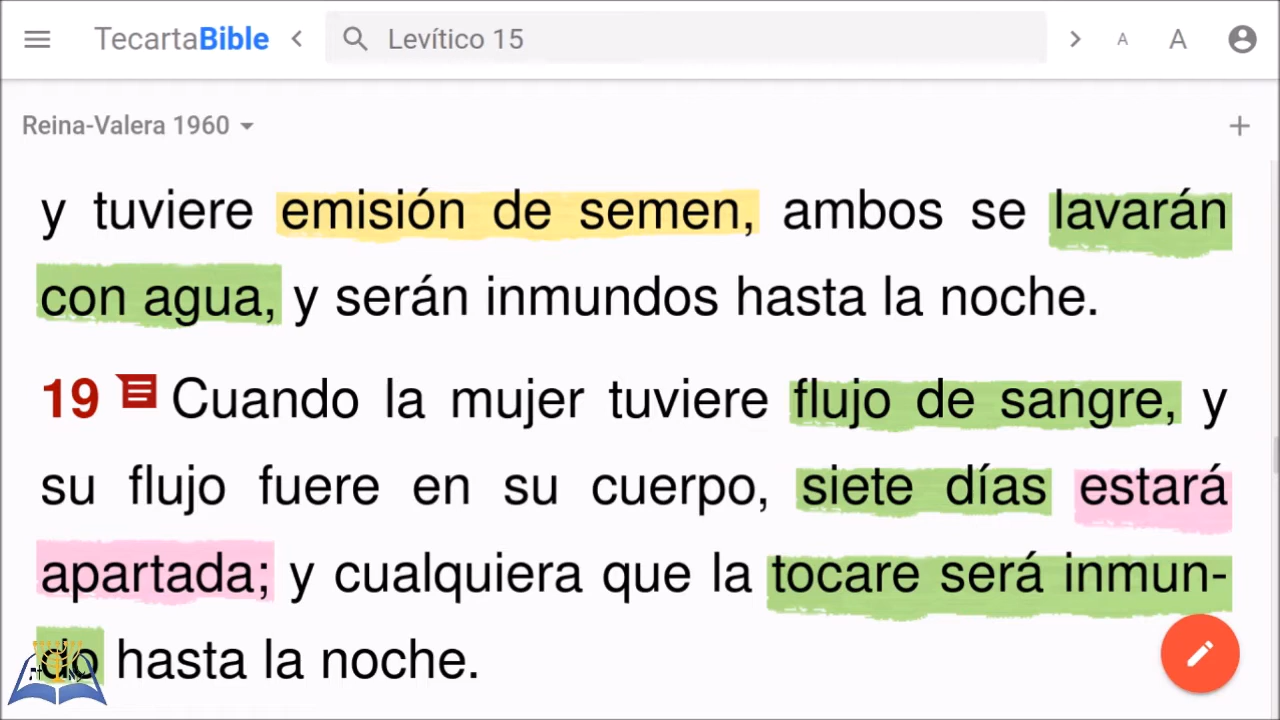 TecartaBible
Levítico 15
A A
Reina-Valera 1960
y tuviere emisión de semen, ambos se lavarán
con agua, y serán inmundos hasta la noche.
19 Cuando la mujer tuviere flujo de sangre, y
su flujo fuere en su cuerpo, siete días estará
apartada; y cualquiera que la tocare será inmun-
do hasta la noche.